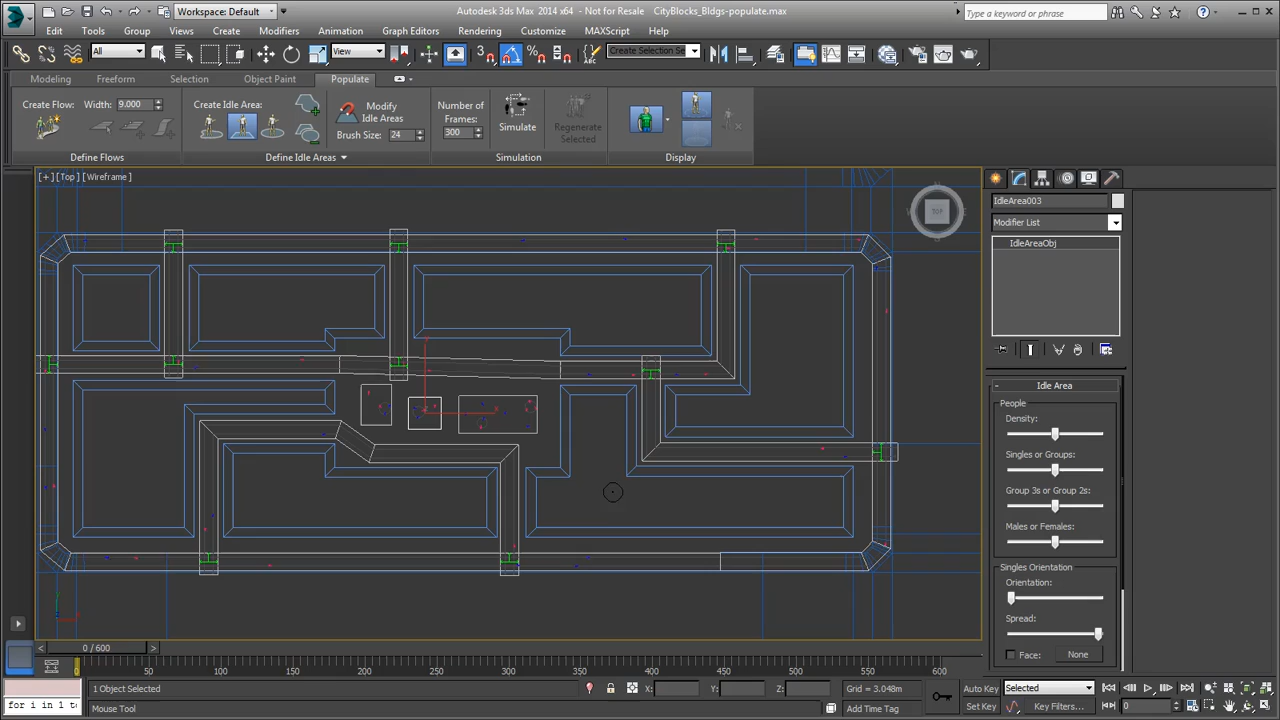 Workspace: Default
Autodesk 3ds Max 2014 x64 - Not for Resale CityBlocks_Bldgs-populate.max
Type a keyword or phrase
Edit Tools Group Views Create Modifiers Animation Graph Editors Rendering Customize MAXScript Help
All
View
Create Selection Se
Modeling Freeform Selection Object Paint Populate
Create Flow: Width: 9.000
Create Idle Area:
Modify
Idle Areas
Brush Size: 24
Number of
Frames:
300
Simulate
Regenerate
Selected
Define Flows
Define Idle Areas
Simulation
Display
[+] [Top] [Wireframe]
TOP
IdleArea003
Modifier List
IdleAreaObj
Idle Area
People
Density:
Singles or Groups:
Group 3s or Group 2s:
Males or Females:
Singles Orientation
Orientation:
Spread:
Face: None
0 / 600
0 50 100 150 200 250 300 350 400 450 500 550 600
1 Object Selected
X: Y: Z:
Grid = 3.048m
Auto Key
Selected
for i in 1 to
Mouse Tool
Add Time Tag
Set Key
Key Filters...
0